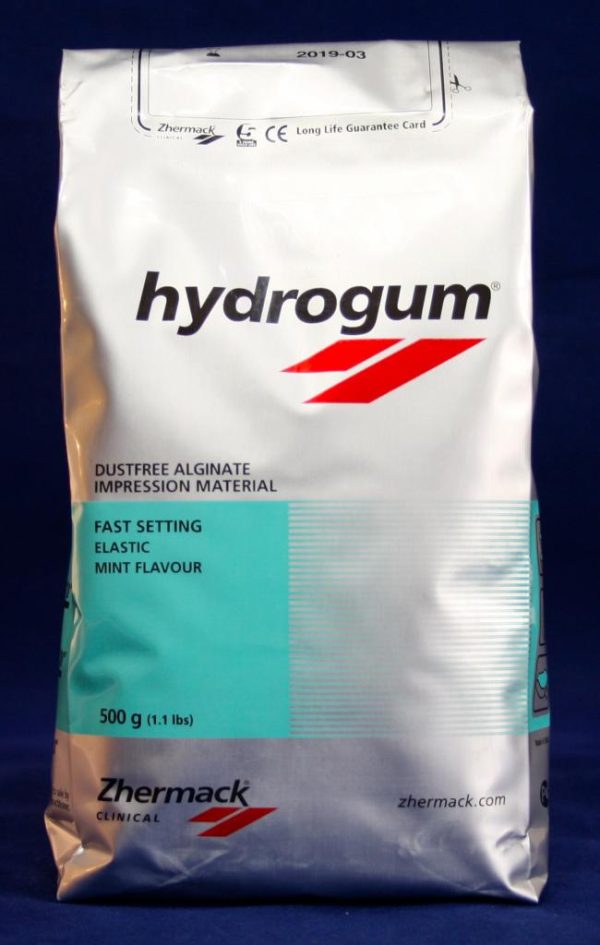 2019-03
Zhermack CLINICAL CE Long Life Guarantee Card
hydrogum®
DUSTFREE ALGINATE
IMPRESSION MATERIAL
FAST SETTING
ELASTIC
MINT FLAVOUR
500 g (1.1 lbs)
Zhermack®
CLINICAL
zhermack.com